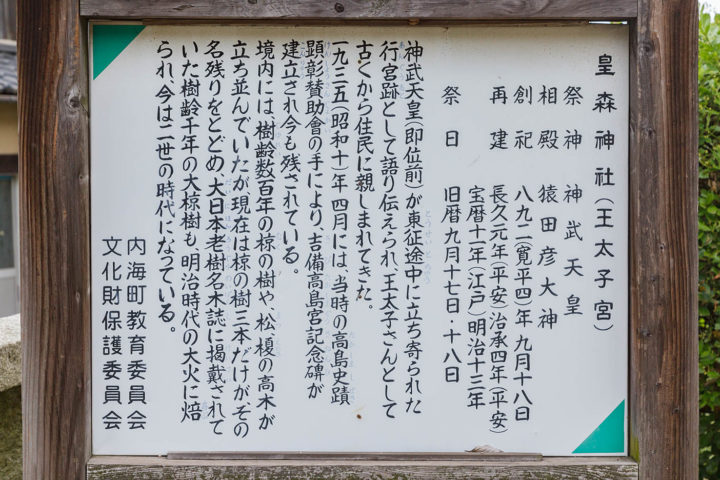 皇森神社(王太子宮)
祭神 神武天皇
相殿 猿田彦大神
創祀 八九二(寛平四)年 九月十八日
再建 長久元年(平安)治承四年(平安)
宝暦十一年(江戸)明治十三年
祭日 旧暦九月十七日・十八日
神武天皇(即位前)が東征途中に立ち寄られた
行宮跡として語り伝えられ、王太子さんとして
古くから住民に親しまれてきた。
一九三五(昭和十)年四月には、当時の高島史蹟
顕彰賛助會の手により、吉備高島宮記念碑が
建立され今も残されている。
境内には、樹齢数百年の椋の樹や、松・榎の高木が
立ち並んでいたが現在は椋の樹三本だけがその
名残りをとどめ、大日本老樹名木誌に掲載されて
いた樹齢千年の大椋樹も、明治時代の大火に焙
られ、今は二世の時代になっている。
内海町教育委員会
文化財保護委員会